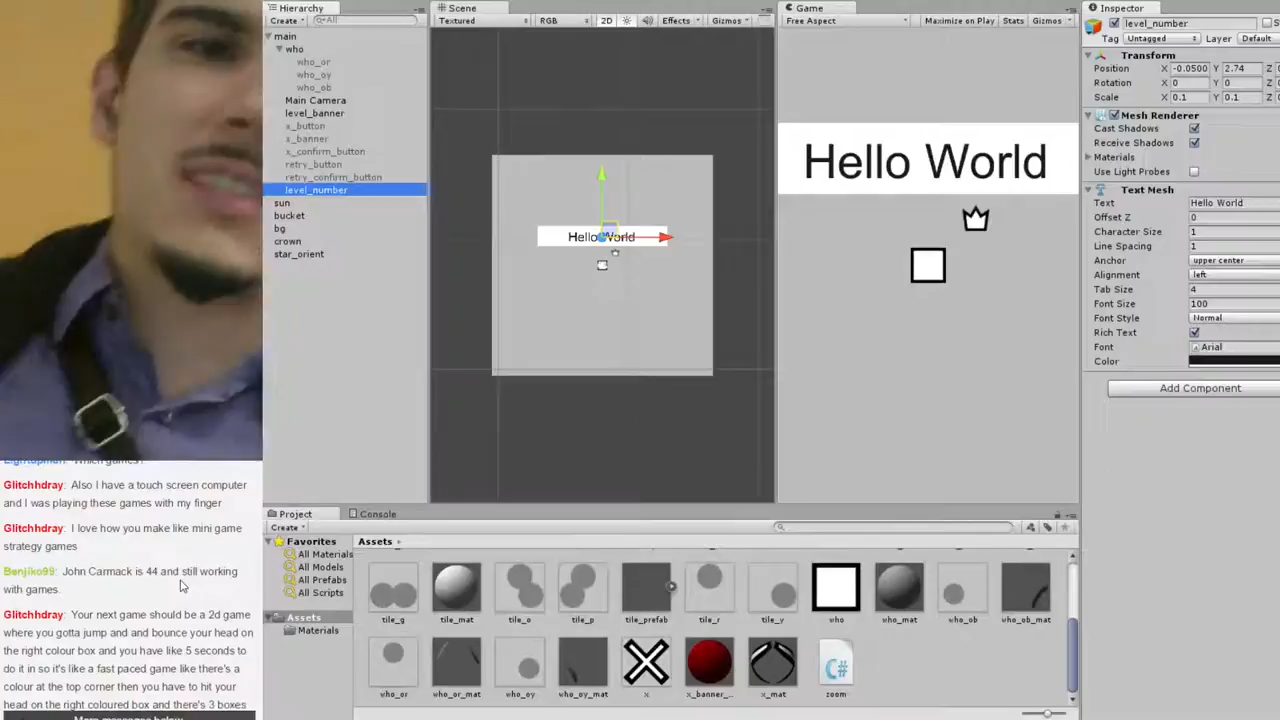 Hierarchy
Create
All
main
who
who_or
who_oy
who_ob
Main Camera
level_banner
x_button
x_banner
x_confirm_button
retry_button
retry_confirm_button
level_number
sun
bucket
bg
crown
star_orient
Scene
Textured RGB 2D Effects Gizmos
Hello World
Game
Free Aspect Maximize on Play Stats Gizmos
Hello World
Inspector
level_number S
Tag Untagged Layer Default
Transform
Position X -0.0500 Y 2.74 Z
Rotation X 0 Y 0 Z
Scale X 0.1 Y 0.1 Z
Mesh Renderer
Cast Shadows
Receive Shadows
Materials
Use Light Probes
Text Mesh
Text Hello World
Offset Z 0
Character Size 1
Line Spacing 1
Anchor upper center
Alignment left
Tab Size 4
Font Size 100
Font Style Normal
Rich Text
Font Arial
Color
Add Component
Which games?
Glitchhdray: Also I have a touch screen computer
and I was playing these games with my finger
Glitchhdray: I love how you make like mini game
strategy games
Benjiko99: John Carmack is 44 and still working
with games.
Glitchhdray: Your next game should be a 2d game
where you gotta jump and and bounce your head on
the right colour box and you have like 5 seconds to
do it in so it's like a fast paced game like there's a
colour at the top corner then you have to hit your
head on the right coloured box and there's 3 boxes
More messages below
Project Console
Create
Favorites
All Materials
All Models
All Prefabs
All Scripts
Assets
Materials
Assets
tile_g tile_mat tile_o tile_p tile_prefab tile_r tile_y who who_mat who_ob who_ob_mat
who_or who_or_mat who_oy who_oy_mat x x_banner_... x_mat zoom
C#